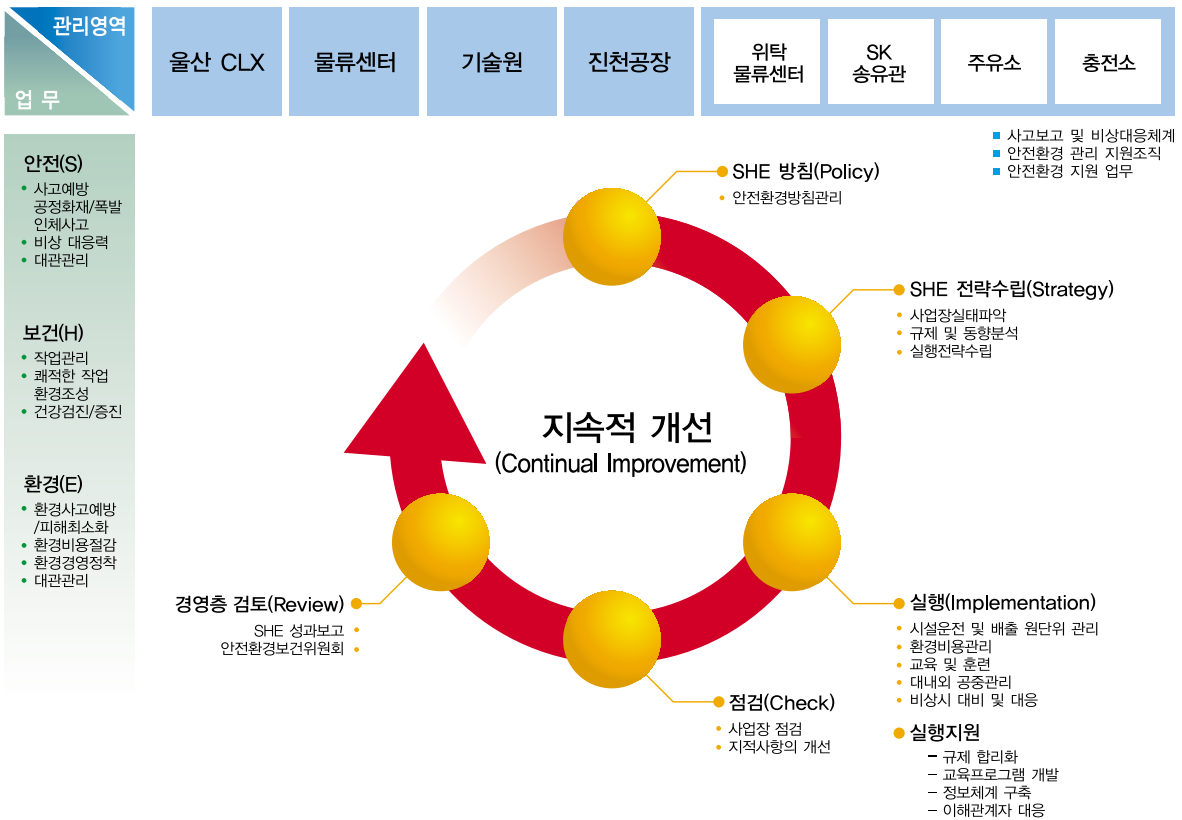 관리영역
업 무
울산 CLX
물류센터
기술원
진천공장
위탁
물류센터
SK
송유관
주유소
충전소
■ 사고보고 및 비상대응체계
■ 안전환경 관리 지원조직
■ 안전환경 지원 업무
안전(S)
• 사고예방
공정화재/폭발
인체사고
• 비상 대응력
• 대관관리
보건(H)
• 작업관리
• 쾌적한 작업
환경조성
• 건강검진/증진
환경(E)
• 환경사고예방
/피해최소화
• 환경비용절감
• 환경경영정착
• 대관관리
SHE 방침(Policy)
• 안전환경방침관리
SHE 전략수립(Strategy)
• 사업장실태파악
• 규제 및 동향분석
• 실행전략수립
지속적 개선
(Continual Improvement)
실행(Implementation)
• 시설운전 및 배출 원단위 관리
• 환경비용관리
• 교육 및 훈련
• 대내외 공중관리
• 비상시 대비 및 대응
실행지원
– 규제 합리화
– 교육프로그램 개발
– 정보체계 구축
– 이해관계자 대응
점검(Check)
• 사업장 점검
• 지적사항의 개선
경영층 검토(Review)
SHE 성과보고 •
안전환경보건위원회 •